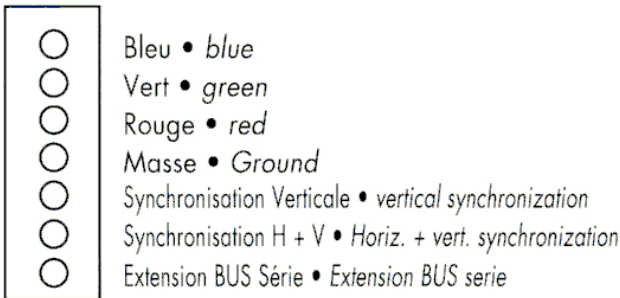 Bleu • blue
Vert • green
Rouge • red
Masse • Ground
Synchronisation Verticale • vertical synchronization
Synchronisation H + V • Horiz. + vert. synchronization
Extension BUS Série • Extension BUS serie